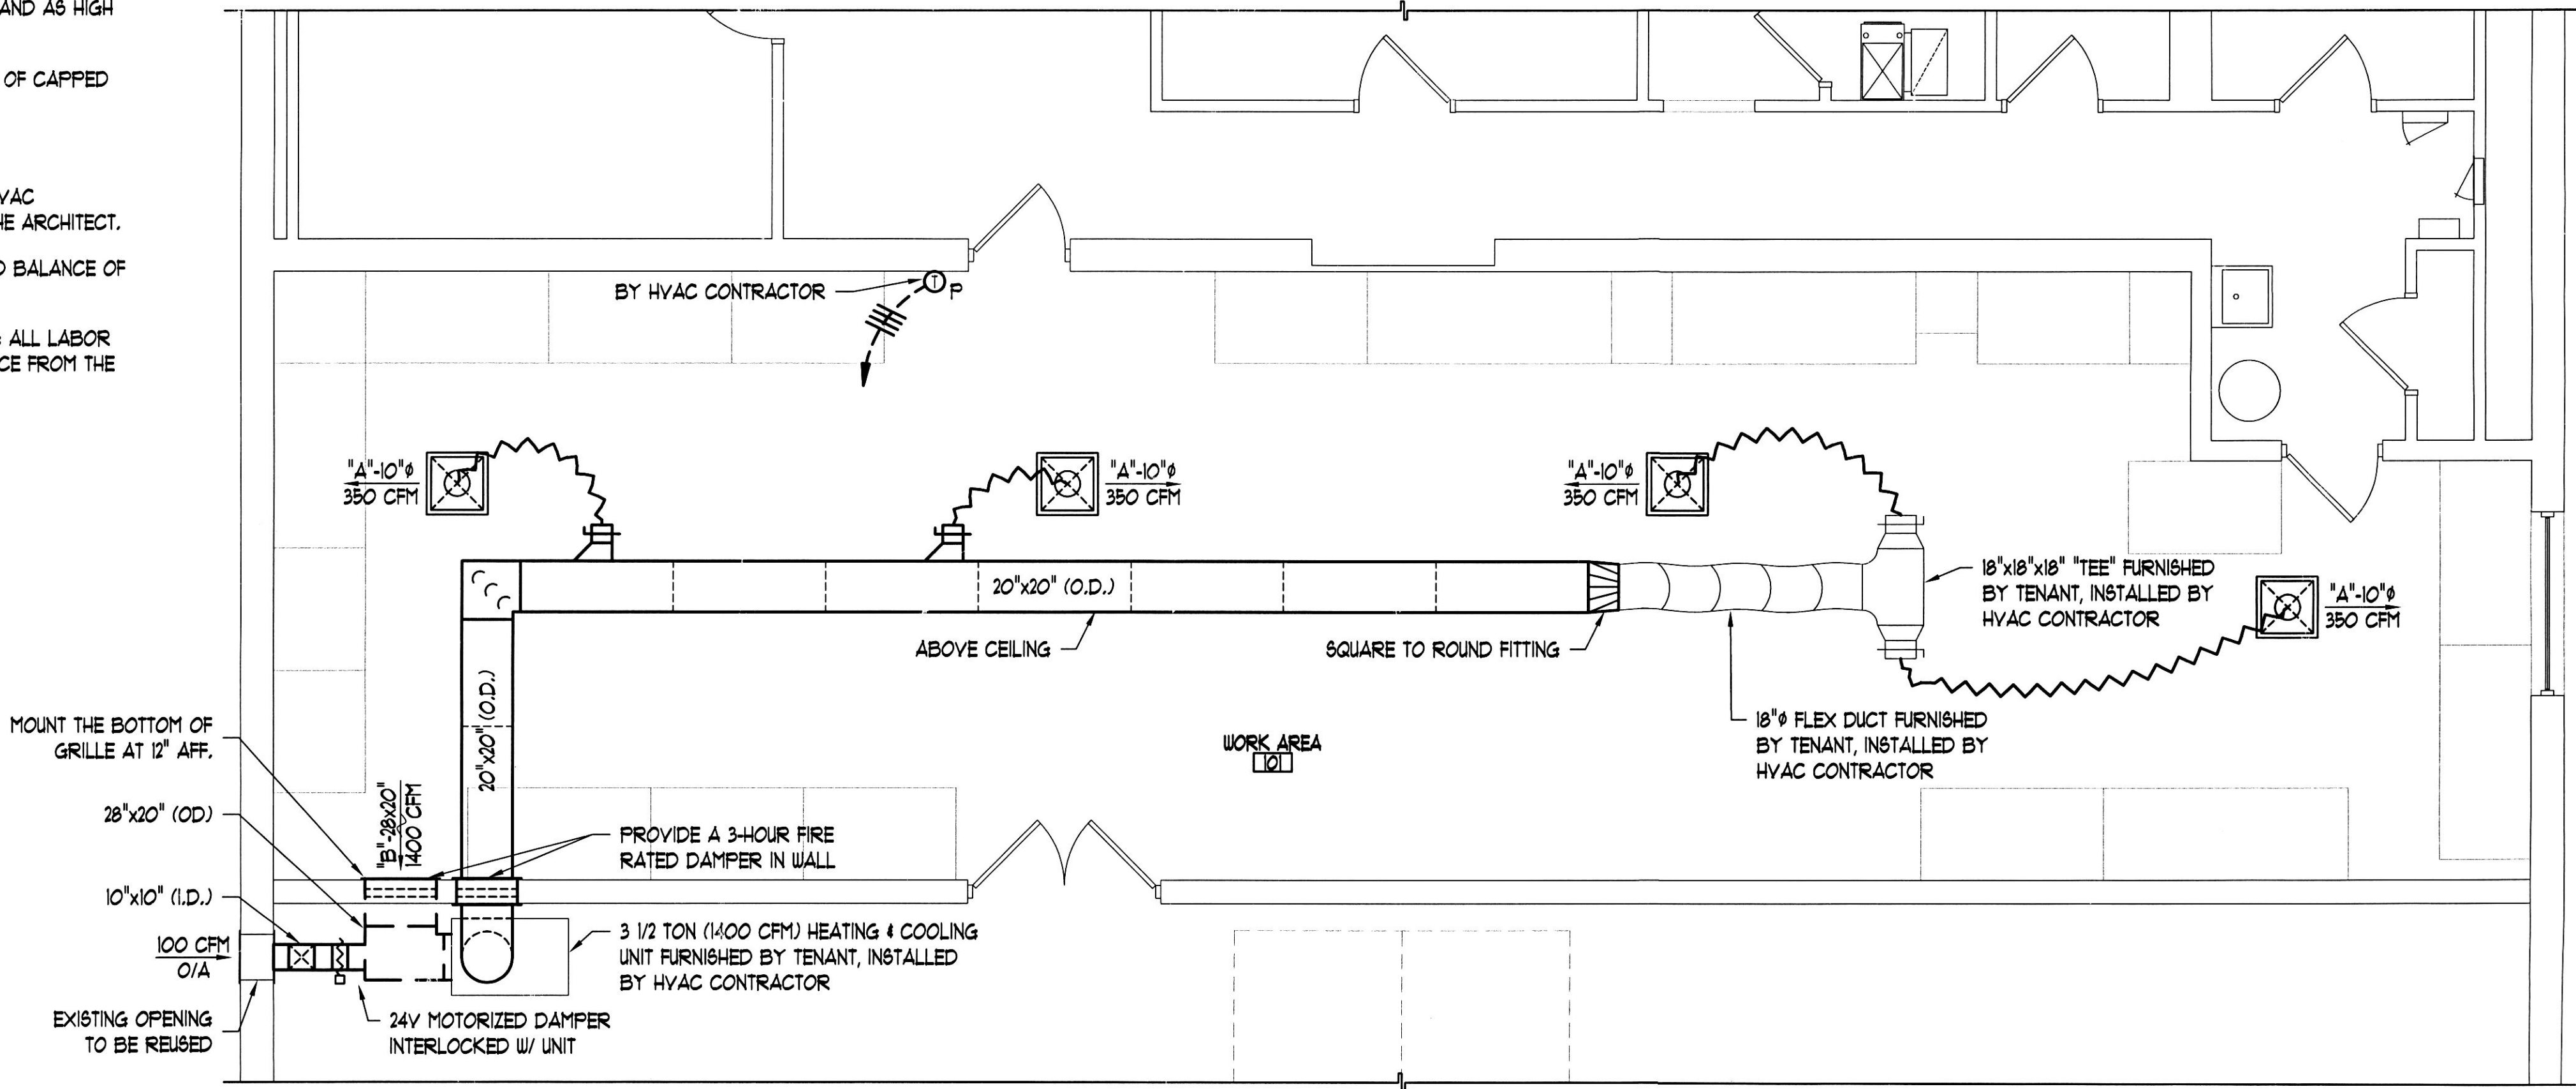 AND AS HIGH
OF CAPPED
VAC
HE ARCHITECT.
D BALANCE OF
ALL LABOR
CE FROM THE
BY HVAC CONTRACTOR
T
P
"A"-10"ϕ
350 CFM
"A"-10"ϕ
350 CFM
"A"-10"ϕ
350 CFM
"A"-10"ϕ
350 CFM
20"x20" (O.D.)
18"x18"x18" "TEE" FURNISHED
BY TENANT, INSTALLED BY
HVAC CONTRACTOR
ABOVE CEILING
SQUARE TO ROUND FITTING
20"x20" (O.D.)
18"ϕ FLEX DUCT FURNISHED
BY TENANT, INSTALLED BY
HVAC CONTRACTOR
WORK AREA
101
MOUNT THE BOTTOM OF
GRILLE AT 12" AFF.
28"x20" (OD)
"B"-28x20"
1400 CFM
PROVIDE A 3-HOUR FIRE
RATED DAMPER IN WALL
10"x10" (I.D.)
100 CFM
O/A
3 1/2 TON (1400 CFM) HEATING & COOLING
UNIT FURNISHED BY TENANT, INSTALLED
BY HVAC CONTRACTOR
EXISTING OPENING
TO BE REUSED
24V MOTORIZED DAMPER
INTERLOCKED W/ UNIT